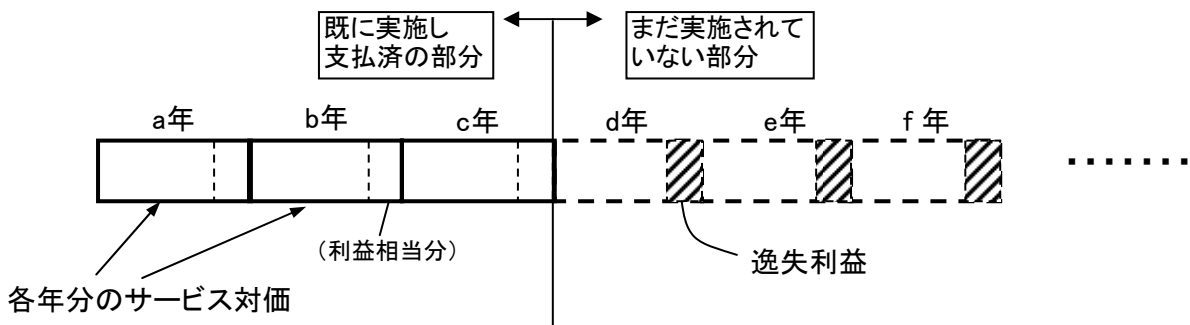 既に実施し
支払済の部分
まだ実施されて
いない部分
a年
b年
c年
d年
e年
f 年
........
(利益相当分)
逸失利益
各年分のサービス対価